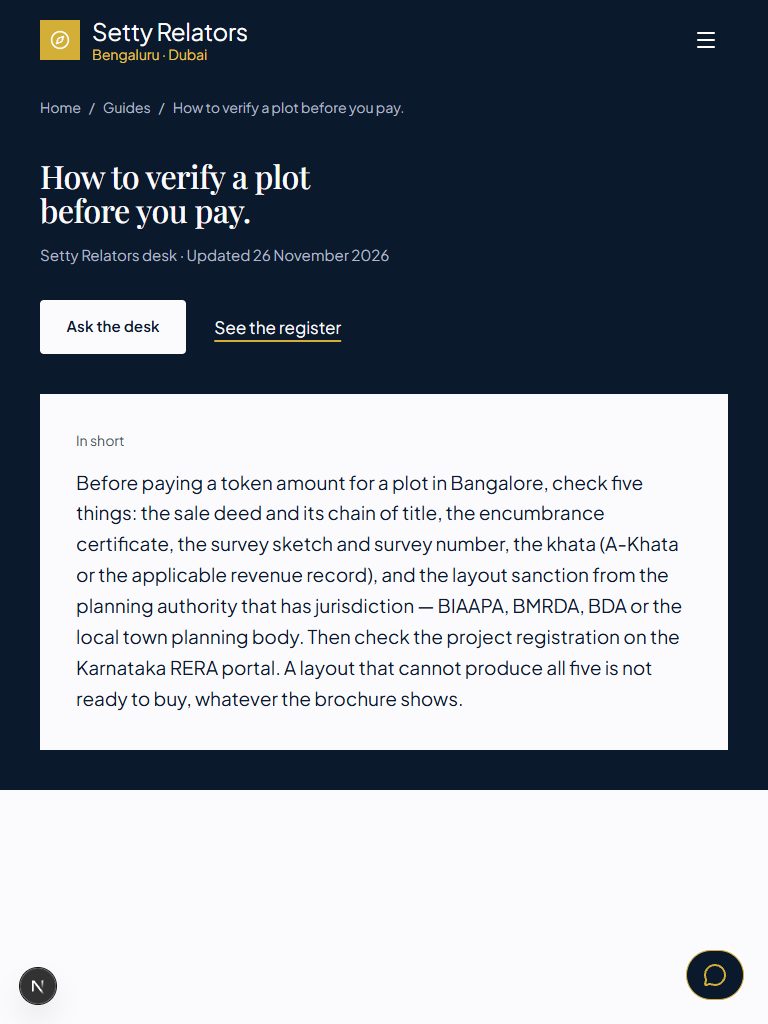 Setty Relators
Bengaluru · Dubai
Home / Guides / How to verify a plot before you pay.
How to verify a plot
before you pay.
Setty Relators desk · Updated 26 November 2026
Ask the desk
See the register
In short
Before paying a token amount for a plot in Bangalore, check five
things: the sale deed and its chain of title, the encumbrance
certificate, the survey sketch and survey number, the khata (A-Khata
or the applicable revenue record), and the layout sanction from the
planning authority that has jurisdiction — BIAAPA, BMRDA, BDA or the
local town planning body. Then check the project registration on the
Karnataka RERA portal. A layout that cannot produce all five is not
ready to buy, whatever the brochure shows.
N